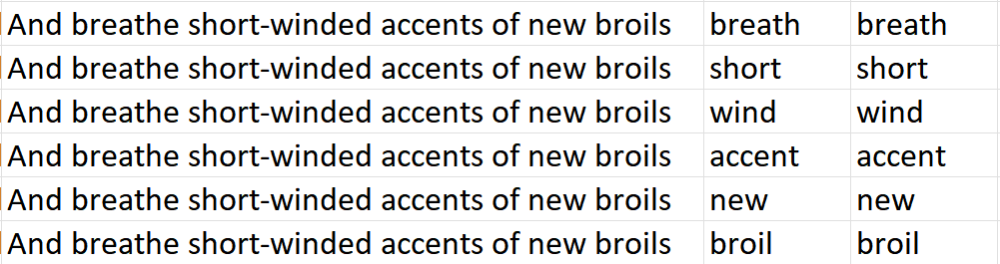 And breathe short-winded accents of new broils breath breath
And breathe short-winded accents of new broils short short
And breathe short-winded accents of new broils wind wind
And breathe short-winded accents of new broils accent accent
And breathe short-winded accents of new broils new new
And breathe short-winded accents of new broils broil broil